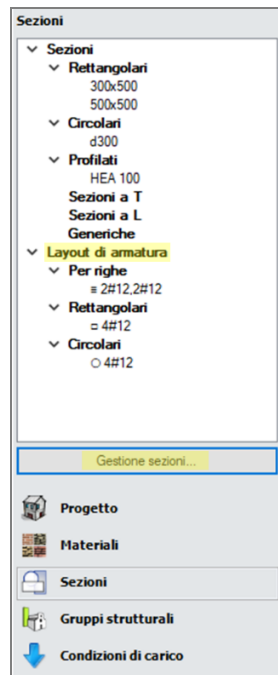 Sezioni
Sezioni
Rettangolari
300x500
500x500
Circolari
d300
Profilati
HEA 100
Sezioni a T
Sezioni a L
Generiche
Layout di armatura
Per righe
2#12,2#12
Rettangolari
4#12
Circolari
4#12
Gestione sezioni...
Progetto
Materiali
Sezioni
Gruppi strutturali
Condizioni di carico